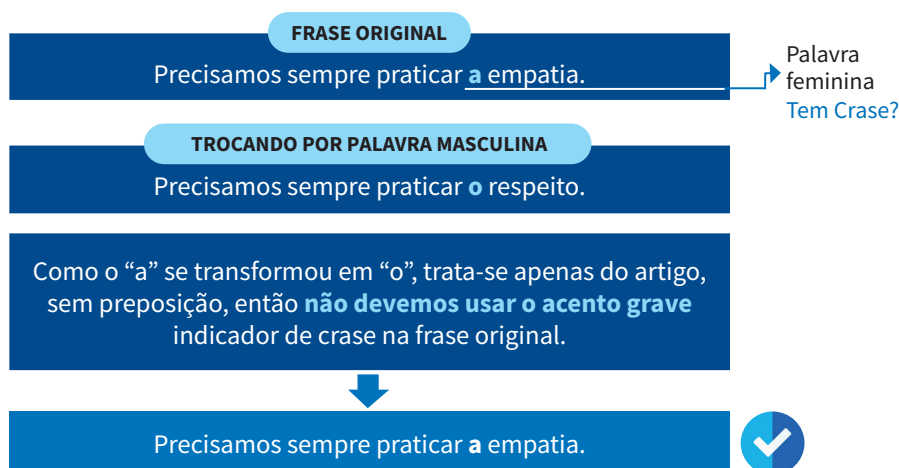 FRASE ORIGINAL
Precisamos sempre praticar a empatia.
Palavra
feminina
Tem Crase?
TROCANDO POR PALAVRA MASCULINA
Precisamos sempre praticar o respeito.
Como o “a” se transformou em “o”, trata-se apenas do artigo,
sem preposição, então não devemos usar o acento grave
indicador de crase na frase original.
Precisamos sempre praticar a empatia.